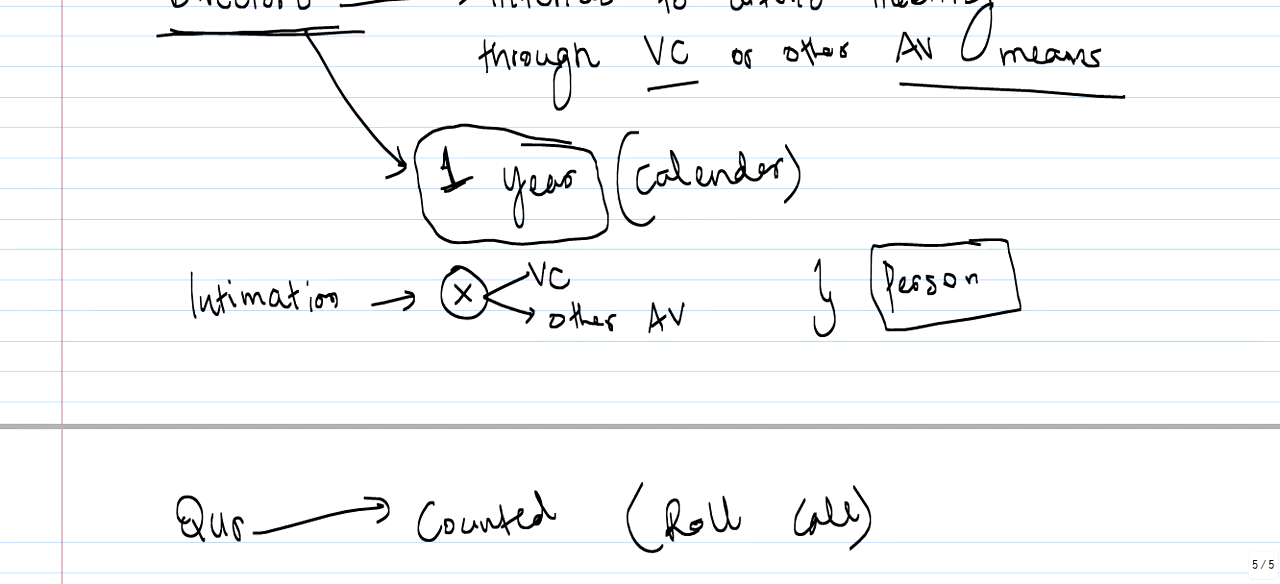 through VC or other AV means
1 year (Calender)
Intimation → ⓧ VC
other AV
} Person
Qur → Counted (Roll Call)
5 / 5